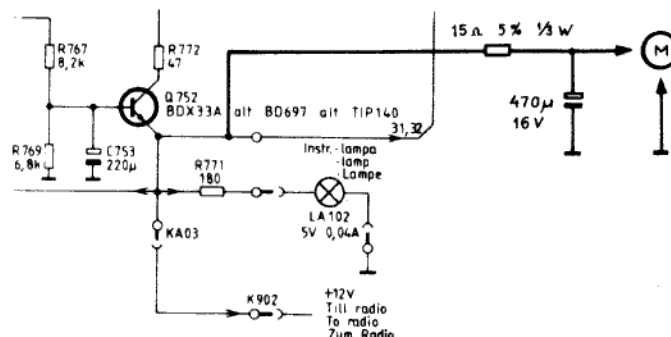 15Ω 5% 1/3 W
M
R767
8,2k
R772
47
Q752
BDX33A alt BD697 alt TIP140
470µ
16V
31,32
R769
6,8k
C753
220µ
Instr.-lampa
-lamp
-Lampe
R771
180
LA102
5V 0,04A
KA03
K902
+12V
Till radio
To radio
Zum Radio